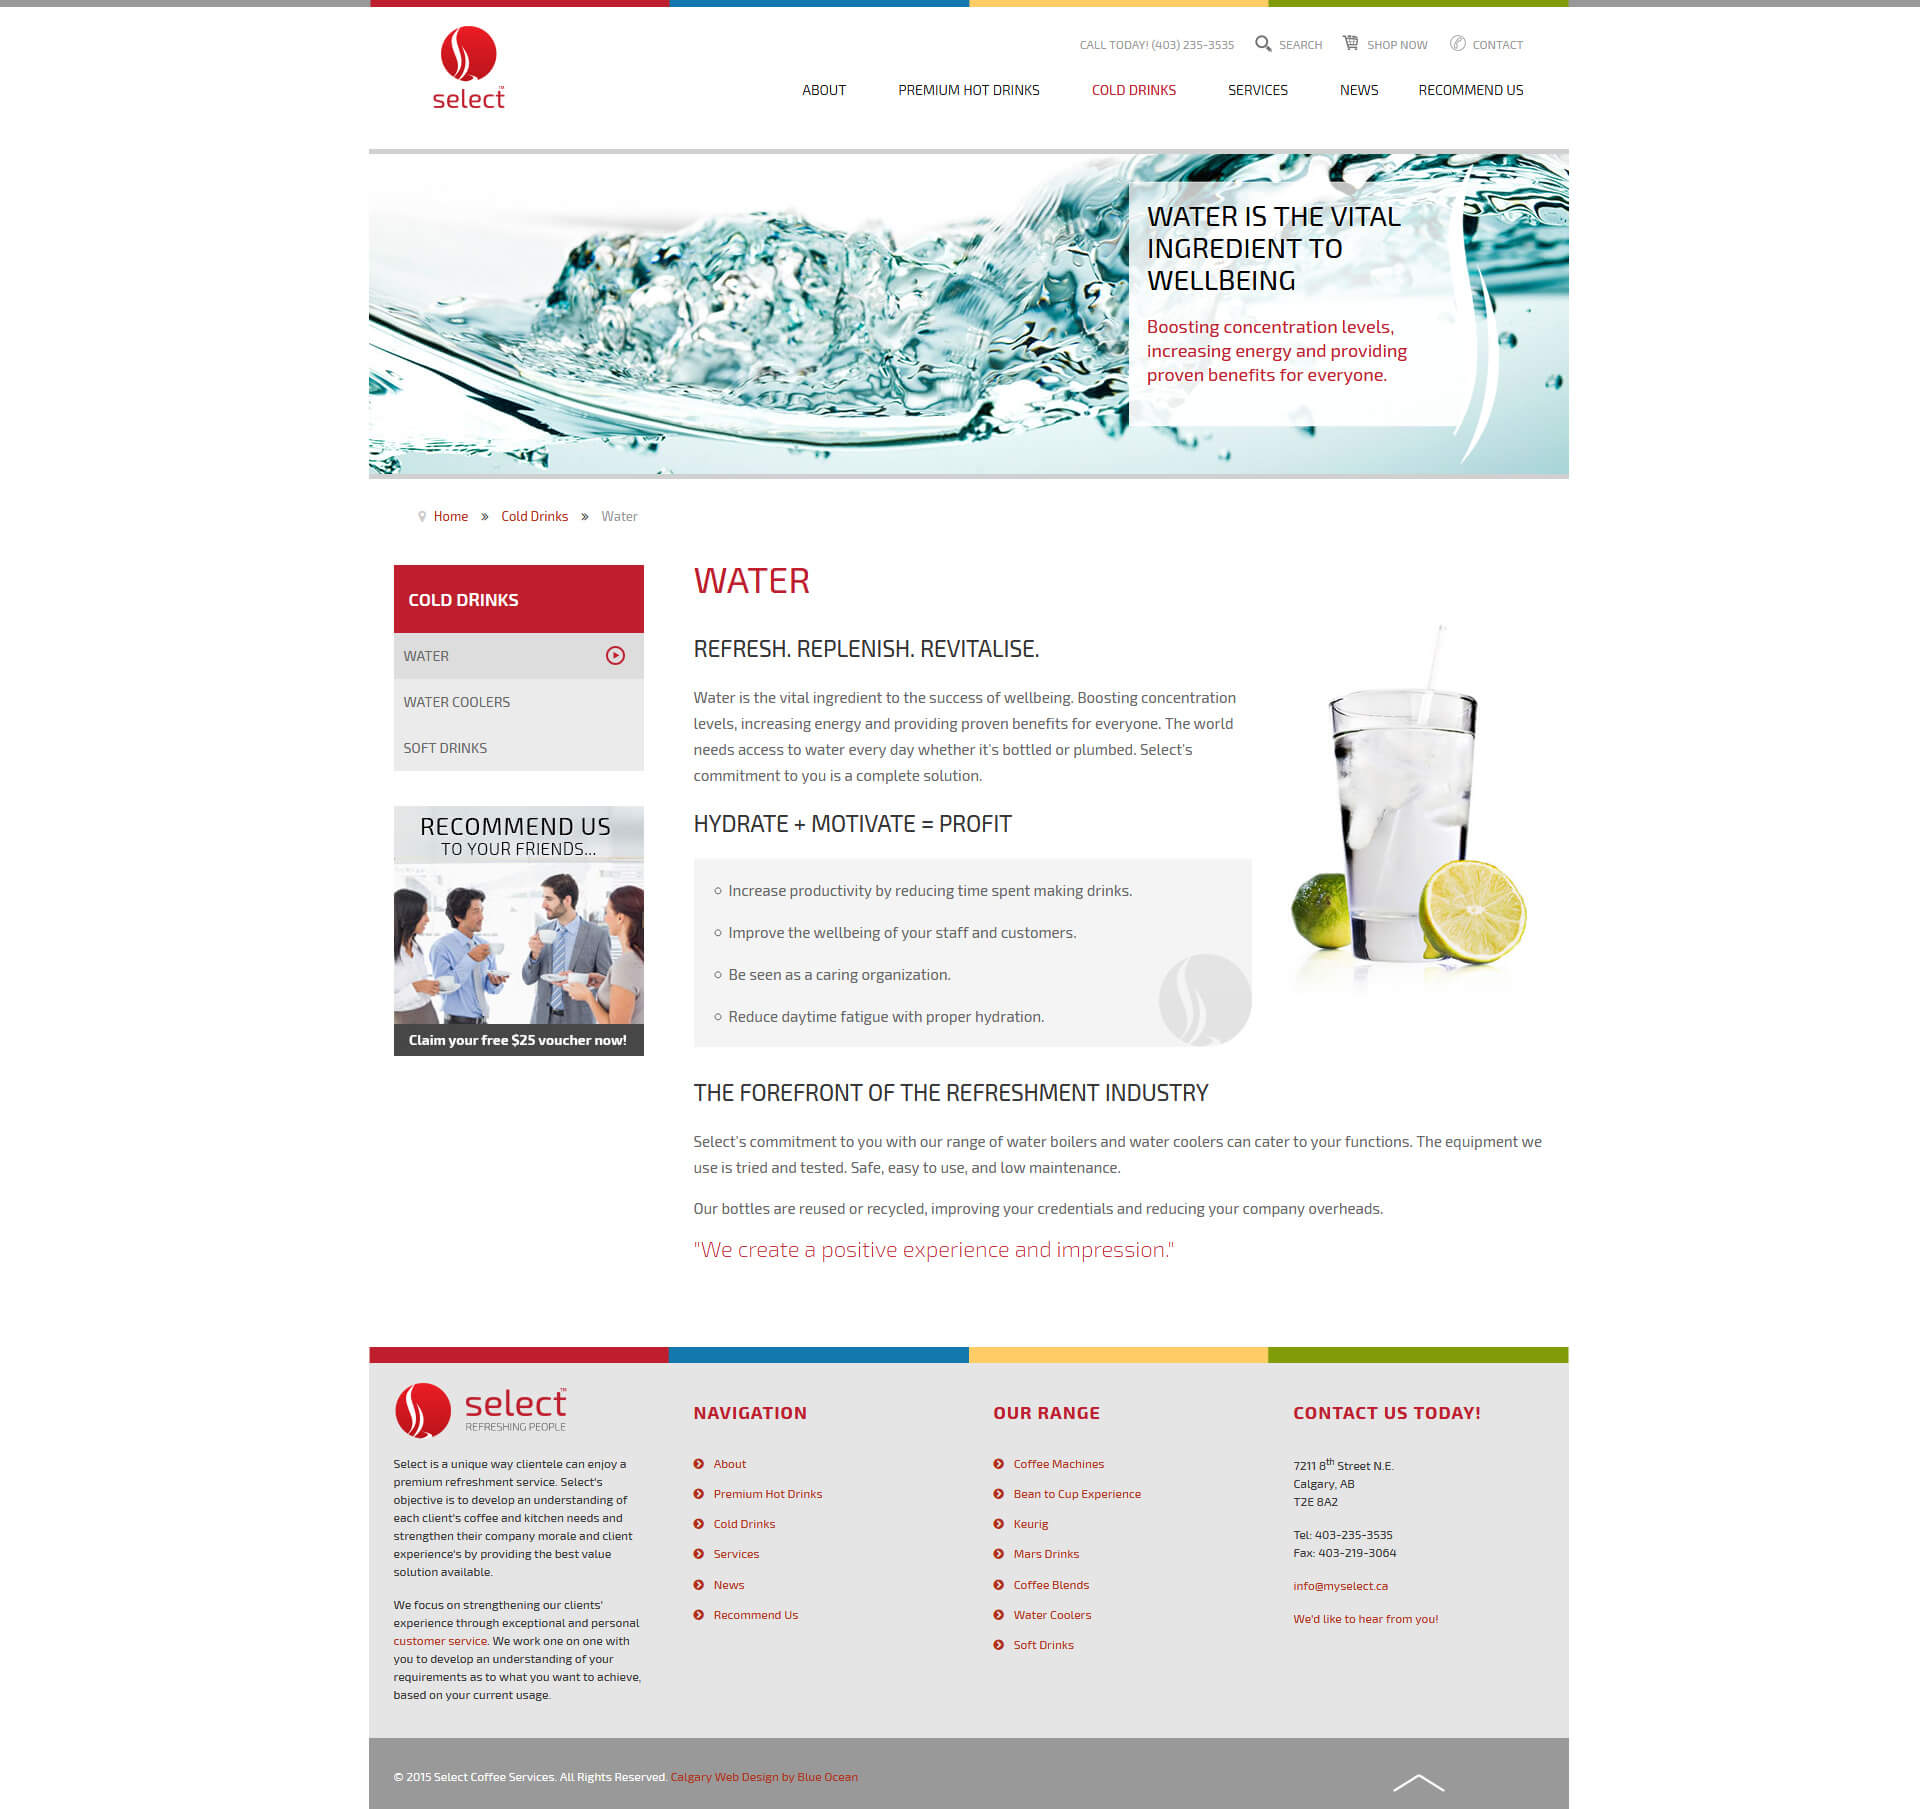 select™
CALL TODAY! (403) 235-3535 SEARCH SHOP NOW CONTACT
ABOUT PREMIUM HOT DRINKS COLD DRINKS SERVICES NEWS RECOMMEND US
WATER IS THE VITAL
INGREDIENT TO
WELLBEING
Boosting concentration levels,
increasing energy and providing
proven benefits for everyone.
Home » Cold Drinks » Water
COLD DRINKS
WATER
WATER COOLERS
SOFT DRINKS
RECOMMEND US
TO YOUR FRIENDS...
Claim your free $25 voucher now!
WATER
REFRESH. REPLENISH. REVITALISE.
Water is the vital ingredient to the success of wellbeing. Boosting concentration
levels, increasing energy and providing proven benefits for everyone. The world
needs access to water every day whether it's bottled or plumbed. Select's
commitment to you is a complete solution.
HYDRATE + MOTIVATE = PROFIT
Increase productivity by reducing time spent making drinks.
Improve the wellbeing of your staff and customers.
Be seen as a caring organization.
Reduce daytime fatigue with proper hydration.
THE FOREFRONT OF THE REFRESHMENT INDUSTRY
Select's commitment to you with our range of water boilers and water coolers can cater to your functions. The equipment we
use is tried and tested. Safe, easy to use, and low maintenance.
Our bottles are reused or recycled, improving your credentials and reducing your company overheads.
"We create a positive experience and impression."
select™
REFRESHING PEOPLE
Select is a unique way clientele can enjoy a
premium refreshment service. Select's
objective is to develop an understanding of
each client's coffee and kitchen needs and
strengthen their company morale and client
experience's by providing the best value
solution available.
We focus on strengthening our clients'
experience through exceptional and personal
customer service. We work one on one with
you to develop an understanding of your
requirements as to what you want to achieve,
based on your current usage.
NAVIGATION
About
Premium Hot Drinks
Cold Drinks
Services
News
Recommend Us
OUR RANGE
Coffee Machines
Bean to Cup Experience
Keurig
Mars Drinks
Coffee Blends
Water Coolers
Soft Drinks
CONTACT US TODAY!
7211 8th Street N.E.
Calgary, AB
T2E 8A2
Tel: 403-235-3535
Fax: 403-219-3064
info@myselect.ca
We'd like to hear from you!
© 2015 Select Coffee Services. All Rights Reserved. Calgary Web Design by Blue Ocean